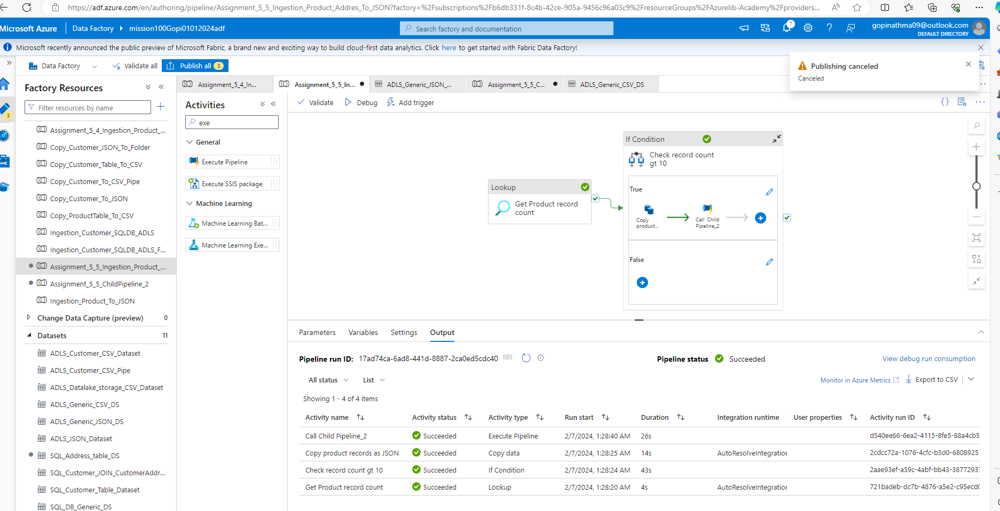 https://adf.azure.com/en/authoring/pipeline/Assignment_5_5_Ingestion_Product_Addres_To_JSON?factory=%2Fsubscriptions%2Fb6db331f-8c4b-42ce-905a-9456c96a03c9%2FresourceGroups%2FAzurelib-Academy%2Fproviders...
Microsoft Azure
Data Factory
mission100Gopi01012024adf
Search factory and documentation
7
gopinathma09@outlook.com
DEFAULT DIRECTORY
Microsoft recently announced the public preview of Microsoft Fabric, a brand new and exciting way to build cloud-first data analytics. Click here to get started with Fabric Data Factory!
Data Factory
Validate all
Publish all 3
Publishing canceled
Canceled
3
Factory Resources
Filter resources by name
Assignment_5_4_Ingestion_Product_...
Copy_Customer_JSON_To_Folder
Copy_Customer_Table_To_CSV
Copy_Customer_To_CSV_Pipe
Copy_Customer_To_JSON
Copy_ProductTable_To_CSV
Ingestion_Customer_SQLDB_ADLS
Ingestion_Customer_SQLDB_ADLS_F...
Assignment_5_5_Ingestion_Product_...
Assignment_5_5_ChildPipeline_2
Ingestion_Product_To_JSON
Change Data Capture (preview) 0
Datasets 11
ADLS_Customer_CSV_Dataset
ADLS_Customer_CSV_Pipe
ADLS_Datalake_storage_CSV_Dataset
ADLS_Generic_CSV_DS
ADLS_Generic_JSON_DS
ADLS_JSON_Dataset
SQL_Address_table_DS
SQL_Customer_JOIN_CustomerAddr...
SQL_Customer_Table_Dataset
SQL_DB_Generic_DS
Assignment_5_4_In...
Assignment_5_5_In...
ADLS_Generic_JSON_...
Assignment_5_5_C...
ADLS_Generic_CSV_DS
Activities
exe
General
Execute Pipeline
Execute SSIS package
Machine Learning
Machine Learning Bat...
Machine Learning Exe...
Validate
Debug
Add trigger
Lookup
Get Product record
count
If Condition
Check record count
gt 10
True
Copy
product...
Call Child
Pipeline_2
False
Parameters
Variables
Settings
Output
Pipeline run ID: 17ad74ca-6ad8-441d-8887-2ca0ed5cdc40
Pipeline status Succeeded
View debug run consumption
All status
List
Monitor in Azure Metrics
Export to CSV
Showing 1 - 4 of 4 items
Activity name Activity status Activity type Run start Duration Integration runtime User properties Activity run ID
Call Child Pipeline_2 Succeeded Execute Pipeline 2/7/2024, 1:28:40 AM 26s d540ee66-6ea2-4115-8fe5-88a4cb5
Copy product records as JSON Succeeded Copy data 2/7/2024, 1:28:25 AM 14s AutoResolveIntegration 2cdcc72a-1076-4cfc-b3d0-6808925
Check record count gt 10 Succeeded If Condition 2/7/2024, 1:28:24 AM 43s 2aae93ef-a59c-4abf-bb43-3877293
Get Product record count Succeeded Lookup 2/7/2024, 1:28:20 AM 4s AutoResolveIntegration 721badeb-dc7b-4876-a5e2-c95ecd0